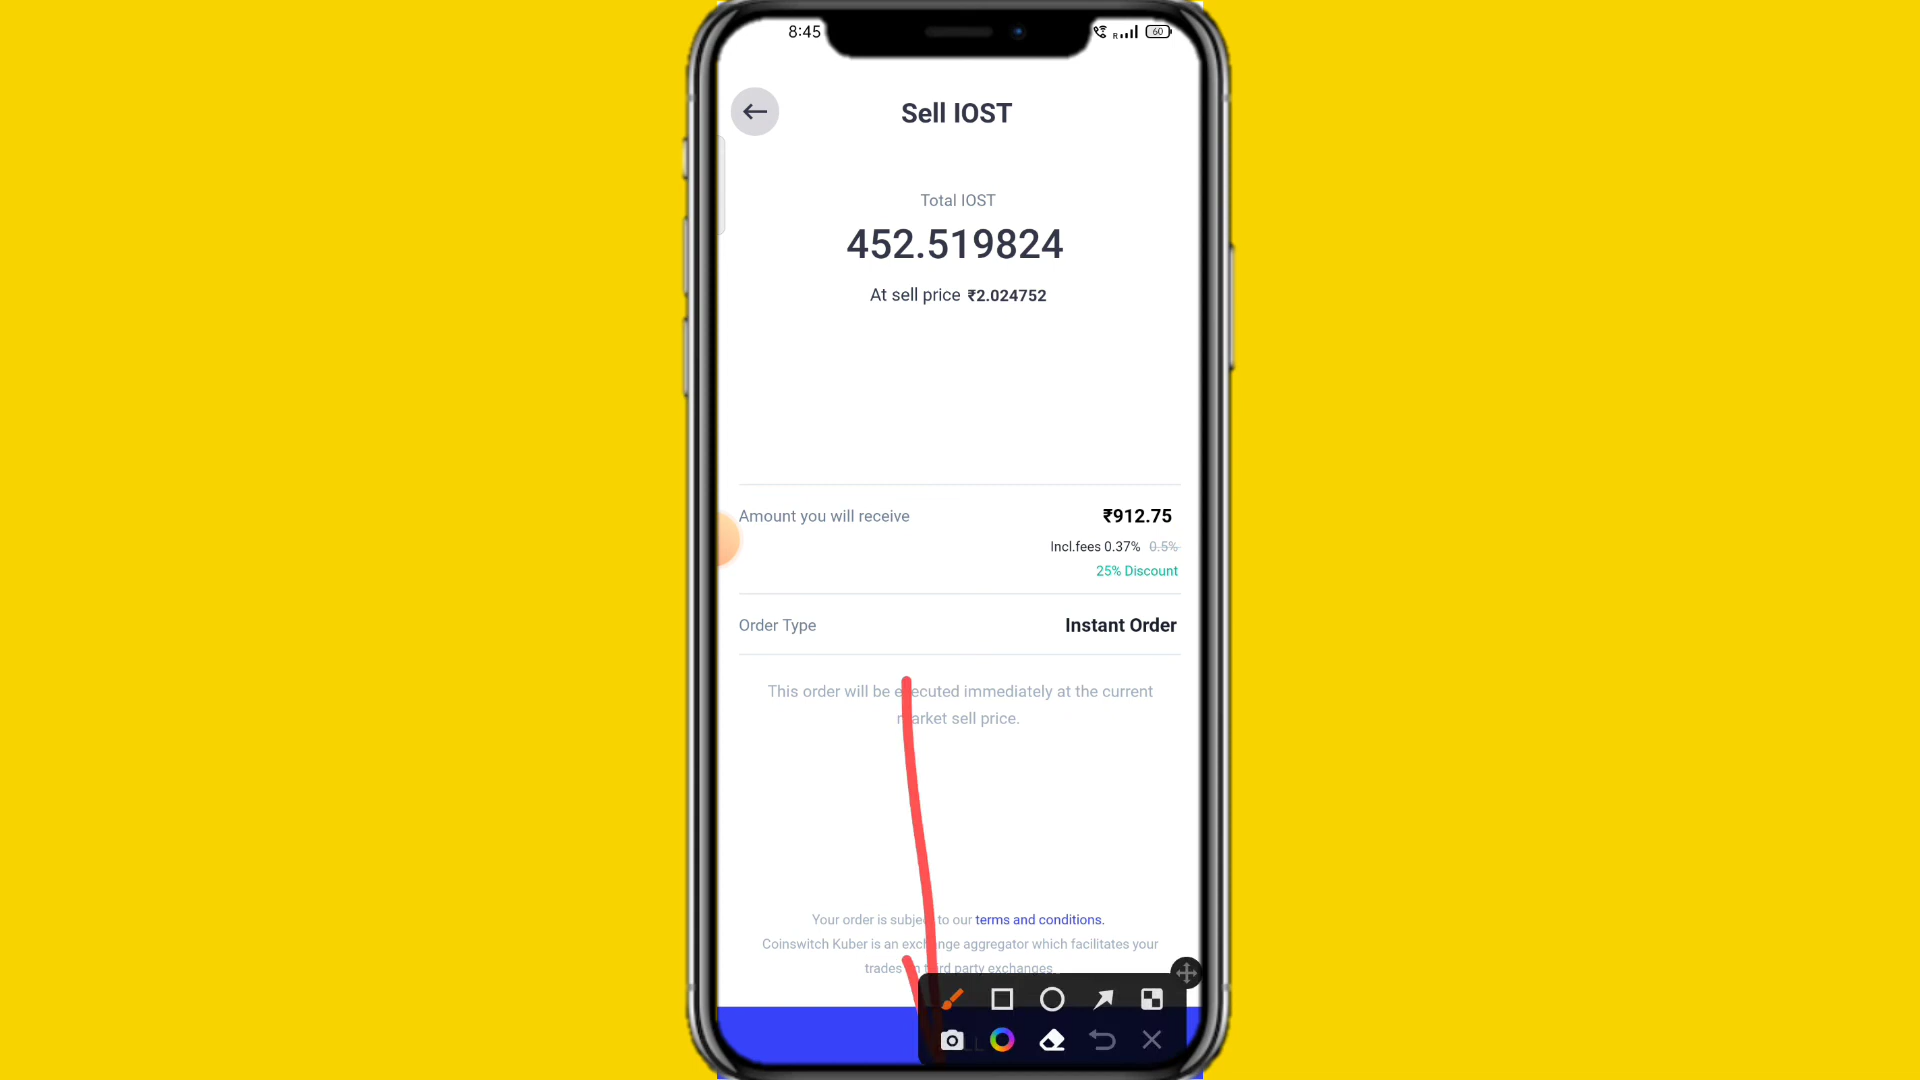 8:45
R
60
Sell IOST
Total IOST
452.519824
At sell price ₹2.024752
Amount you will receive ₹912.75
Incl.fees 0.37% 0.5%
25% Discount
Order Type Instant Order
This order will be executed immediately at the current
market sell price.
Your order is subject to our terms and conditions.
Coinswitch Kuber is an exchange aggregator which facilitates your
trades on third party exchanges.